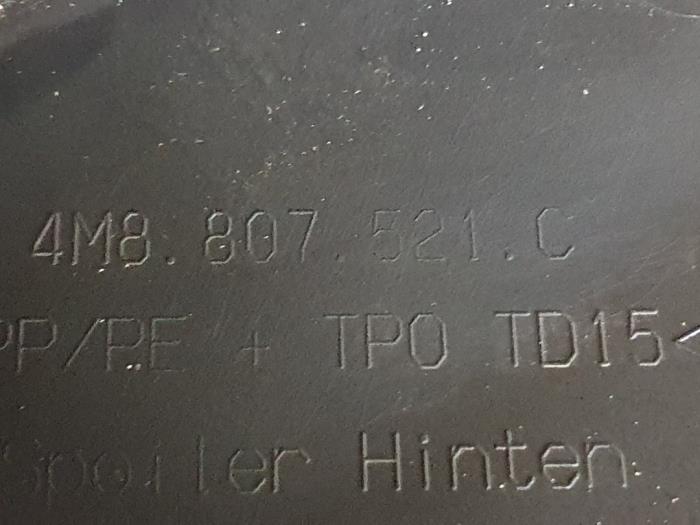 4M8.807.521.C
PP/PE + TPO TD15<
Spoiler Hinten